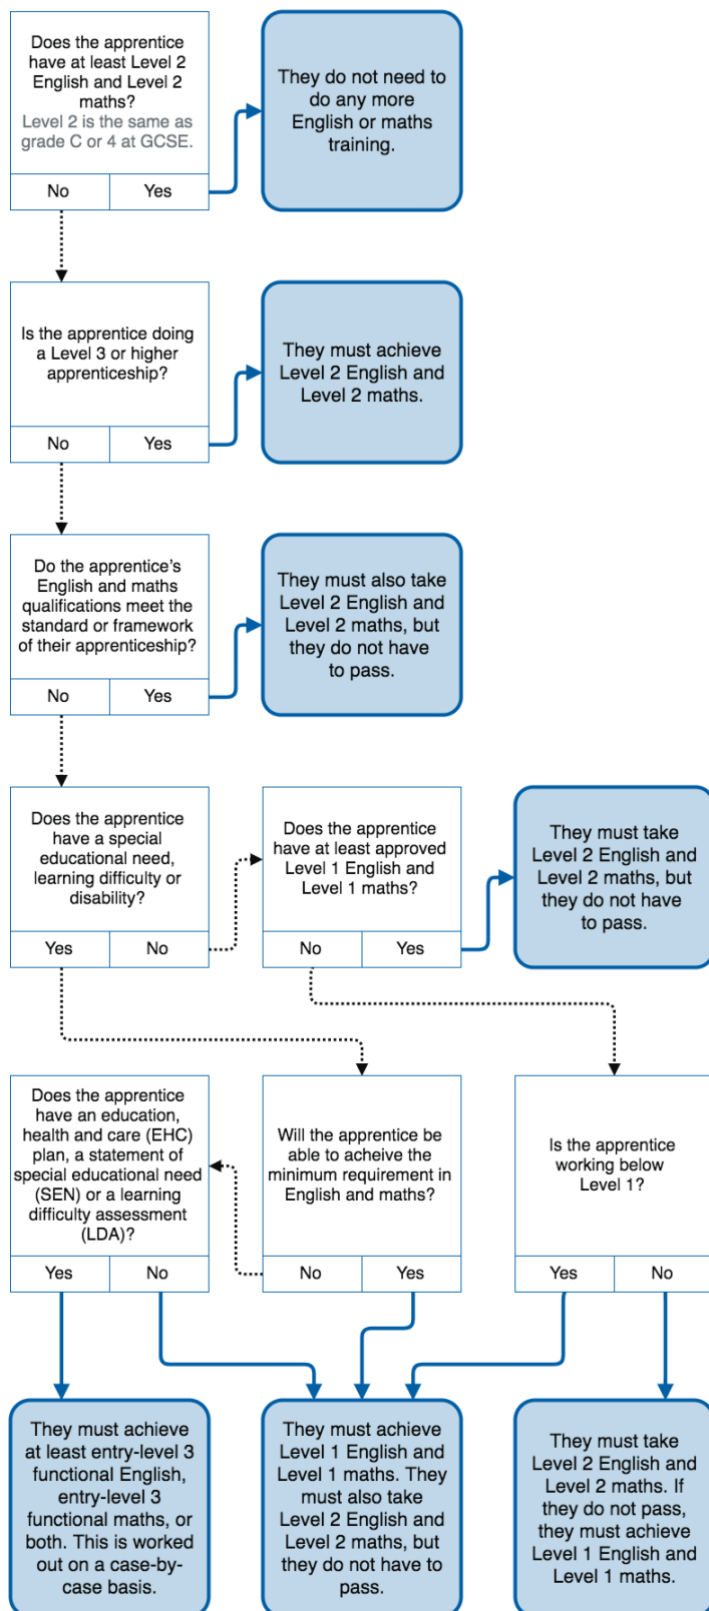 Does the apprentice
have at least Level 2
English and Level 2
maths?
Level 2 is the same as
grade C or 4 at GCSE.
No
Yes
They do not need to
do any more
English or maths
training.
Is the apprentice doing
a Level 3 or higher
apprenticeship?
No
Yes
They must achieve
Level 2 English and
Level 2 maths.
Do the apprentice's
English and maths
qualifications meet the
standard or framework
of their apprenticeship?
No
Yes
They must also take
Level 2 English and
Level 2 maths, but
they do not have
to pass.
Does the apprentice
have a special
educational need,
learning difficulty or
disability?
Yes
No
Does the apprentice
have at least approved
Level 1 English and
Level 1 maths?
No
Yes
They must take
Level 2 English and
Level 2 maths, but
they do not have
to pass.
Does the apprentice
have an education,
health and care (EHC)
plan, a statement of
special educational need
(SEN) or a learning
difficulty assessment
(LDA)?
Yes
No
Will the apprentice be
able to acheive the
minimum requirement in
English and maths?
No
Yes
Is the apprentice
working below
Level 1?
Yes
No
They must achieve
at least entry-level 3
functional English,
entry-level 3
functional maths, or
both. This is worked
out on a case-by-
case basis.
They must achieve
Level 1 English and
Level 1 maths. They
must also take
Level 2 English and
Level 2 maths, but
they do not have to
pass.
They must take
Level 2 English and
Level 2 maths. If
they do not pass,
they must achieve
Level 1 English and
Level 1 maths.